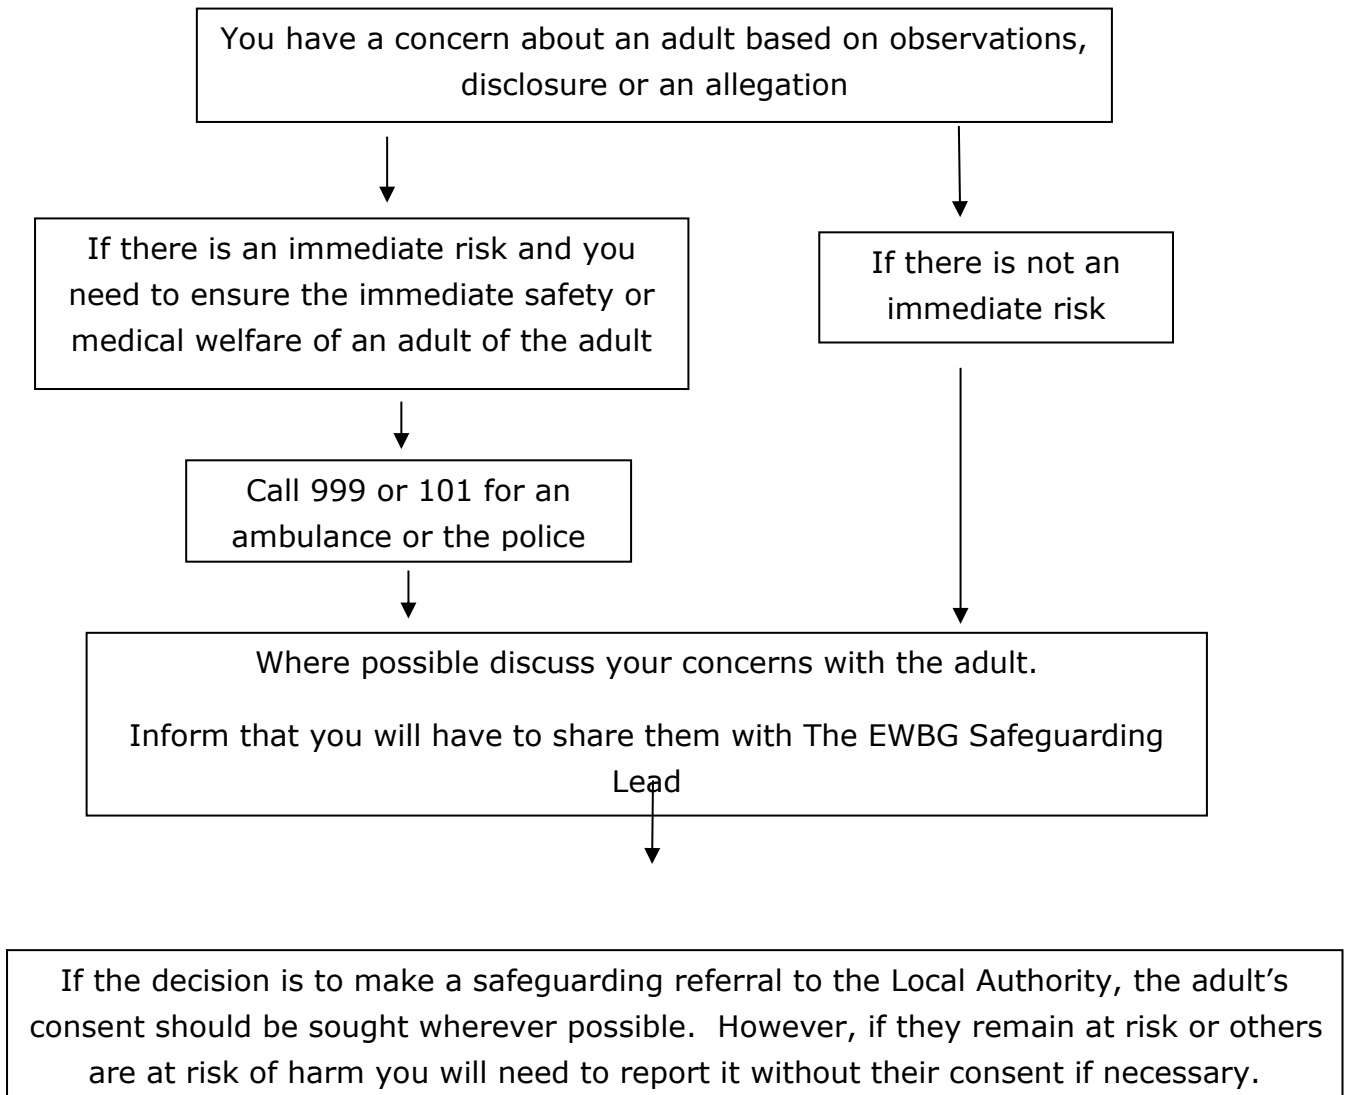 You have a concern about an adult based on observations,
disclosure or an allegation
If there is an immediate risk and you
need to ensure the immediate safety or
medical welfare of an adult of the adult
If there is not an
immediate risk
Call 999 or 101 for an
ambulance or the police
Where possible discuss your concerns with the adult.
Inform that you will have to share them with The EWBG Safeguarding
Lead
If the decision is to make a safeguarding referral to the Local Authority, the adult’s
consent should be sought wherever possible.  However, if they remain at risk or others
are at risk of harm you will need to report it without their consent if necessary.